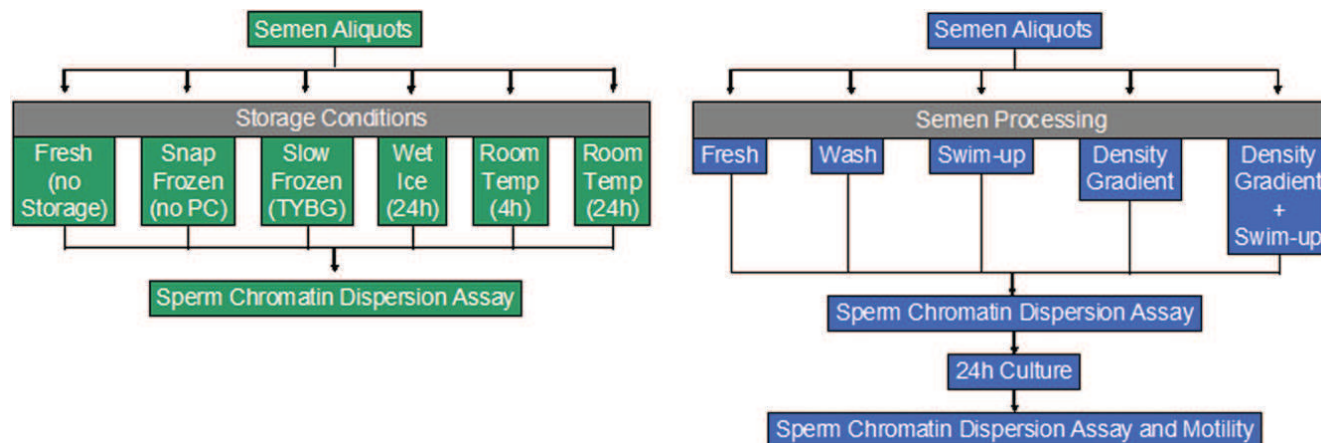 Semen Aliquots
Storage Conditions
Fresh
(no
Storage)
Snap
Frozen
(no PC)
Slow
Frozen
(TYBG)
Wet
Ice
(24h)
Room
Temp
(4h)
Room
Temp
(24h)
Sperm Chromatin Dispersion Assay
Semen Aliquots
Semen Processing
Fresh
Wash
Swim-up
Density
Gradient
Density
Gradient
+
Swim-up
Sperm Chromatin Dispersion Assay
24h Culture
Sperm Chromatin Dispersion Assay and Motility